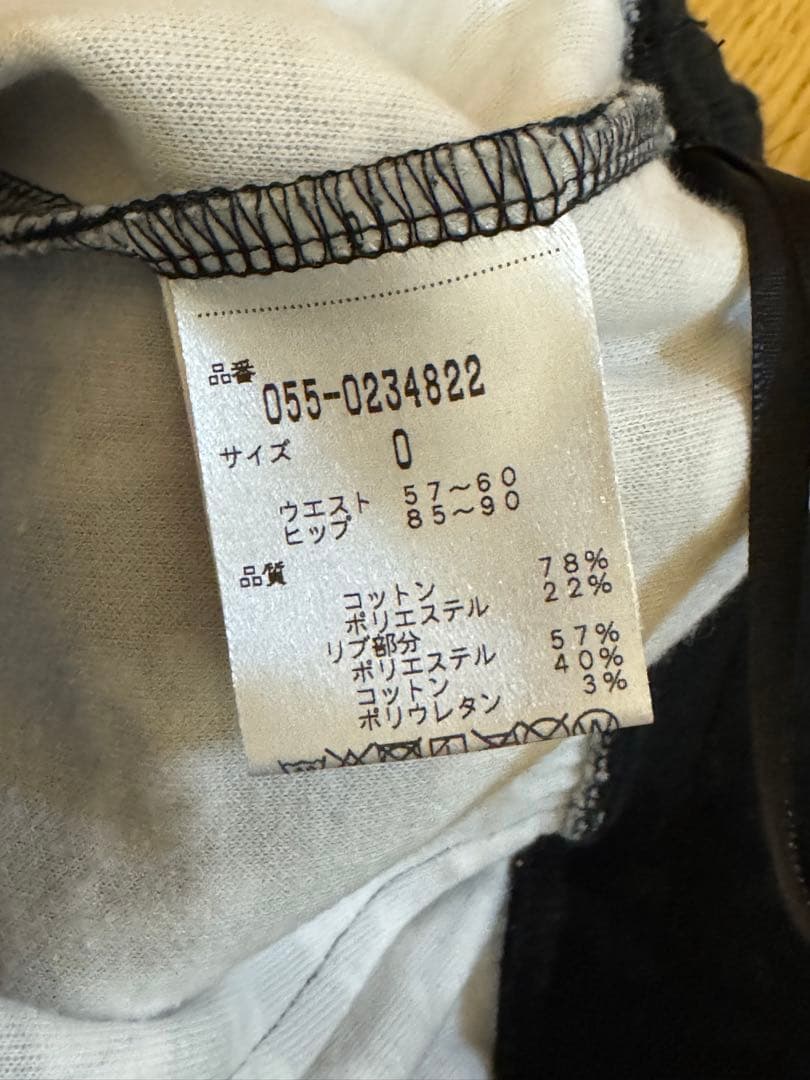 品番
055-0234822
サイズ 0
ウエスト 57〜60
ヒップ 85〜90
品質
コットン 78%
ポリエステル 22%
リブ部分
ポリエステル 57%
コットン 40%
ポリウレタン 3%